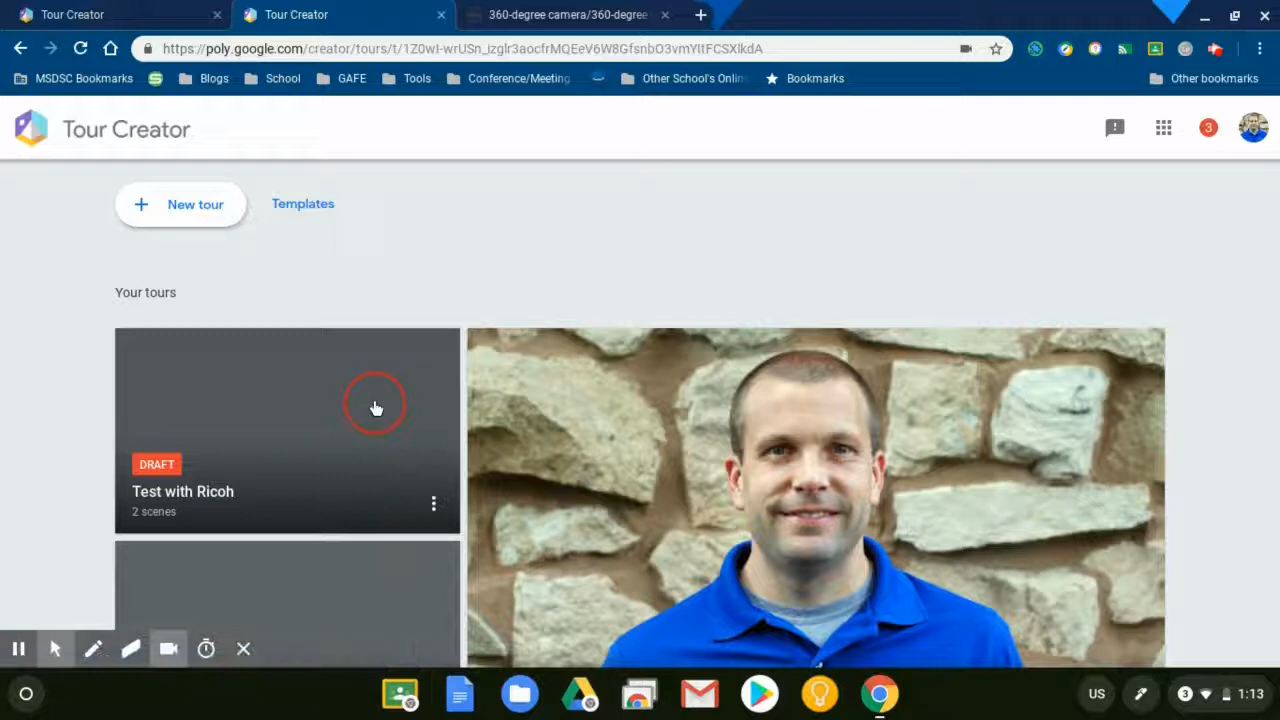 Tour Creator
Tour Creator
360-degree camera/360-degree
https://poly.google.com/creator/tours/t/1Z0wI-wrUSn_izglr3aocfrMQEeV6W8GfsnbO3vmYItFCSXlkdA
MSDSC Bookmarks
Blogs
School
GAFE
Tools
Conference/Meeting
Other School's Onlin
Bookmarks
Other bookmarks
Tour Creator
3
+ New tour
Templates
Your tours
DRAFT
Test with Ricoh
2 scenes
US
3
1:13